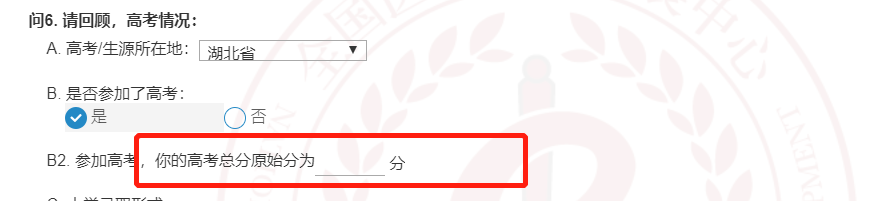 问6. 请回顾，高考情况：
A. 高考/生源所在地： 湖北省
B. 是否参加了高考：
是 否
B2. 参加高考，你的高考总分原始分为 分